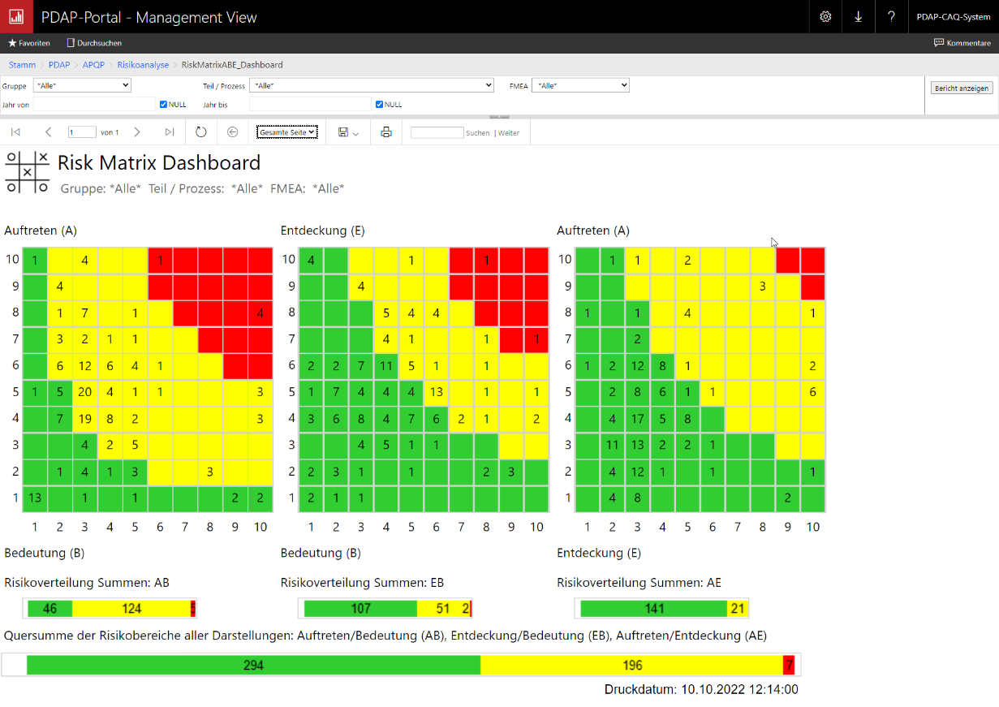 PDAP-Portal - Management View ? PDAP-CAQ-System
Favoriten Durchsuchen Kommentare
Stamm > PDAP > APQP > Risikoanalyse > RiskMatrixABE_Dashboard
Gruppe *Alle* Teil / Prozess *Alle* FMEA *Alle* Bericht anzeigen
Jahr von NULL Jahr bis NULL
1 von 1 Gesamte Seite Suchen | Weiter
Risk Matrix Dashboard
Gruppe: *Alle* Teil / Prozess: *Alle* FMEA: *Alle*
Auftreten (A) Entdeckung (E) Auftreten (A)
10 1 4 1 10 4 1 1 10 1 1 2
9 4 9 4 9 3
8 1 7 1 4 8 5 4 4 8 1 1 4 1
7 3 2 1 1 7 4 1 1 1 7 2
6 6 12 6 4 1 6 2 2 7 11 5 1 1 6 1 2 12 8 1 2
5 1 5 20 4 1 1 3 5 1 7 4 4 4 13 1 1 5 2 8 6 1 1 6
4 7 19 8 2 3 4 3 6 8 4 7 6 2 1 2 4 4 17 5 8
3 4 2 5 3 4 5 1 1 3 11 13 2 2 1
2 1 4 1 3 3 2 2 3 1 1 2 3 2 4 12 1 1 1
1 13 1 1 2 2 1 2 1 1 1 4 8 2
1 2 3 4 5 6 7 8 9 10 1 2 3 4 5 6 7 8 9 10 1 2 3 4 5 6 7 8 9 10
Bedeutung (B) Bedeutung (B) Entdeckung (E)
Risikoverteilung Summen: AB Risikoverteilung Summen: EB Risikoverteilung Summen: AE
46 124 5 107 51 2 141 21
Quersumme der Risikobereiche aller Darstellungen: Auftreten/Bedeutung (AB), Entdeckung/Bedeutung (EB), Auftreten/Entdeckung (AE)
294 196 7
Druckdatum: 10.10.2022 12:14:00